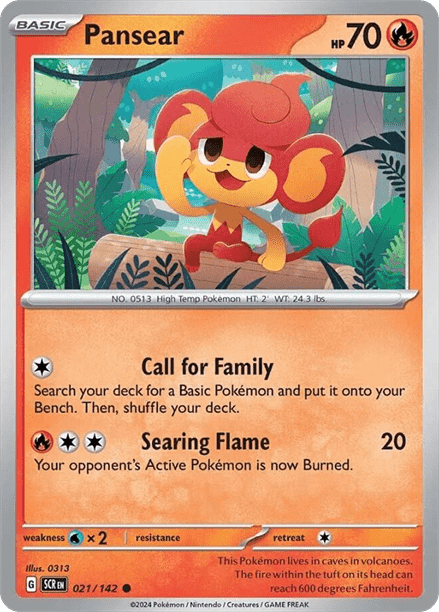 BASIC
Pansear
HP 70
NO. 0513 High Temp Pokémon HT: 2' WT: 24.3 lbs.
Call for Family
Search your deck for a Basic Pokémon and put it onto your
Bench. Then, shuffle your deck.
Searing Flame 20
Your opponent's Active Pokémon is now Burned.
weakness × 2 resistance retreat
Illus. 0313
G SCR EN 021/142
This Pokémon lives in caves in volcanoes.
The fire within the tuft on its head can
reach 600 degrees Fahrenheit.
©2024 Pokémon / Nintendo / Creatures / GAME FREAK